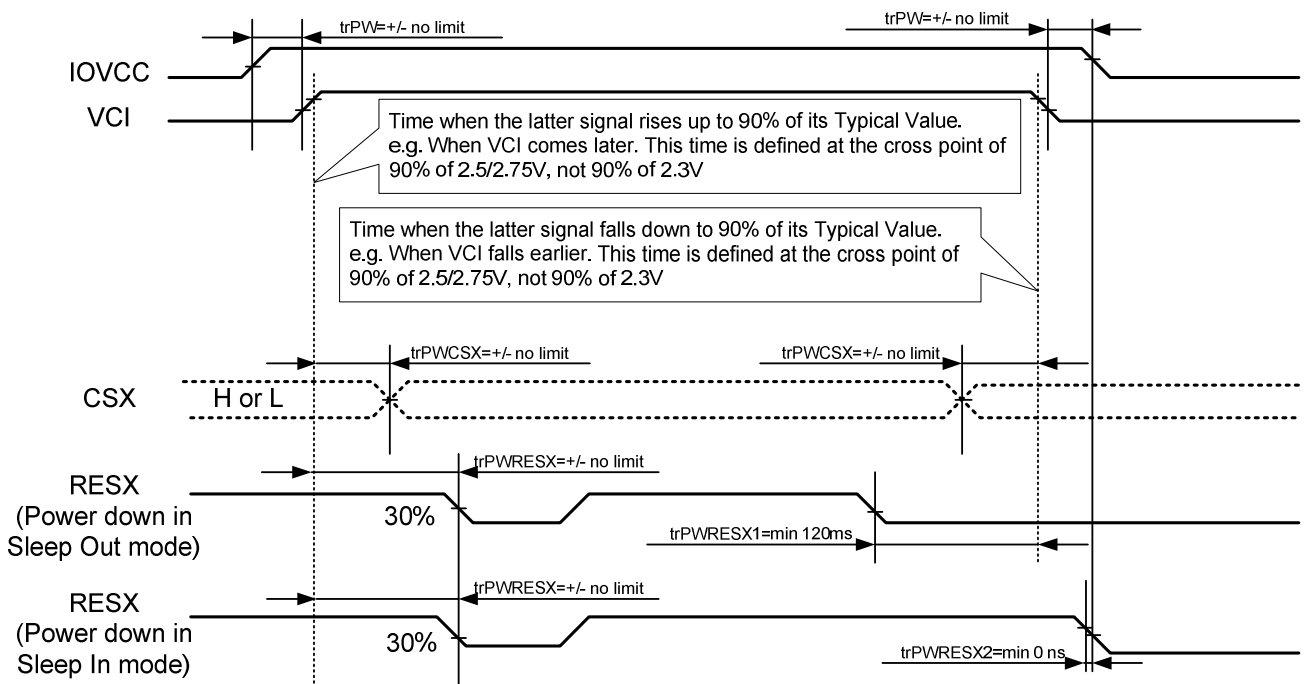 trPW=+/- no limit
trPW=+/- no limit
IOVCC
VCI
Time when the latter signal rises up to 90% of its Typical Value.
e.g. When VCI comes later. This time is defined at the cross point of
90% of 2.5/2.75V, not 90% of 2.3V
Time when the latter signal falls down to 90% of its Typical Value.
e.g. When VCI falls earlier. This time is defined at the cross point of
90% of 2.5/2.75V, not 90% of 2.3V
trPWCSX=+/- no limit
trPWCSX=+/- no limit
CSX
H or L
trPWRESX=+/- no limit
RESX
(Power down in
Sleep Out mode)
30%
trPWRESX1=min 120ms
trPWRESX=+/- no limit
RESX
(Power down in
Sleep In mode)
30%
trPWRESX2=min 0 ns